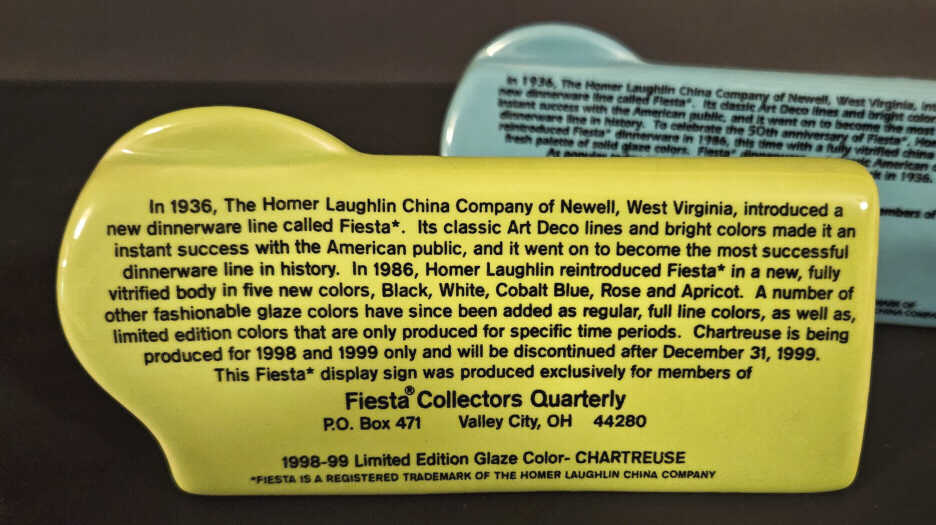 In 1936, The Homer Laughlin China Company of Newell, West Virginia, introduced a
new dinnerware line called Fiesta*. Its classic Art Deco lines and bright colors made it an
instant success with the American public, and it went on to become the most successful
dinnerware line in history. In 1986, Homer Laughlin reintroduced Fiesta* in a new, fully
vitrified body in five new colors, Black, White, Cobalt Blue, Rose and Apricot. A number of
other fashionable glaze colors have since been added as regular, full line colors, as well as,
limited edition colors that are only produced for specific time periods. Chartreuse is being
produced for 1998 and 1999 only and will be discontinued after December 31, 1999.
This Fiesta* display sign was produced exclusively for members of
Fiesta® Collectors Quarterly
P.O. Box 471 Valley City, OH 44280
1998-99 Limited Edition Glaze Color- CHARTREUSE
*FIESTA IS A REGISTERED TRADEMARK OF THE HOMER LAUGHLIN CHINA COMPANY
In 1936, The Homer Laughlin China Company of Newell, West Virginia,
new dinnerware line called Fiesta*. Its classic Art Deco lines and bright
instant success with the American public, and it went on to become the
dinnerware line in history. To celebrate the 50th anniversary of Fiesta*,
reintroduced Fiesta* dinnerware in 1986, this time with a fully vitrified china
fresh palette of solid glaze colors. Fiesta*
As
American
in 1936.
members of
MARK OF
CHINA